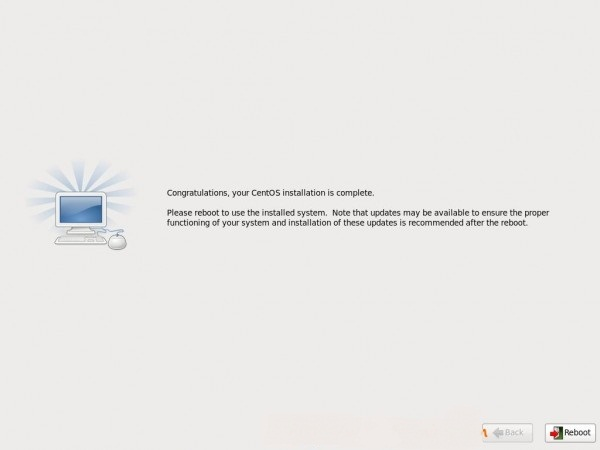 Congratulations, your CentOS installation is complete.
Please reboot to use the installed system.  Note that updates may be available to ensure the proper
functioning of your system and installation of these updates is recommended after the reboot.
Back
Reboot